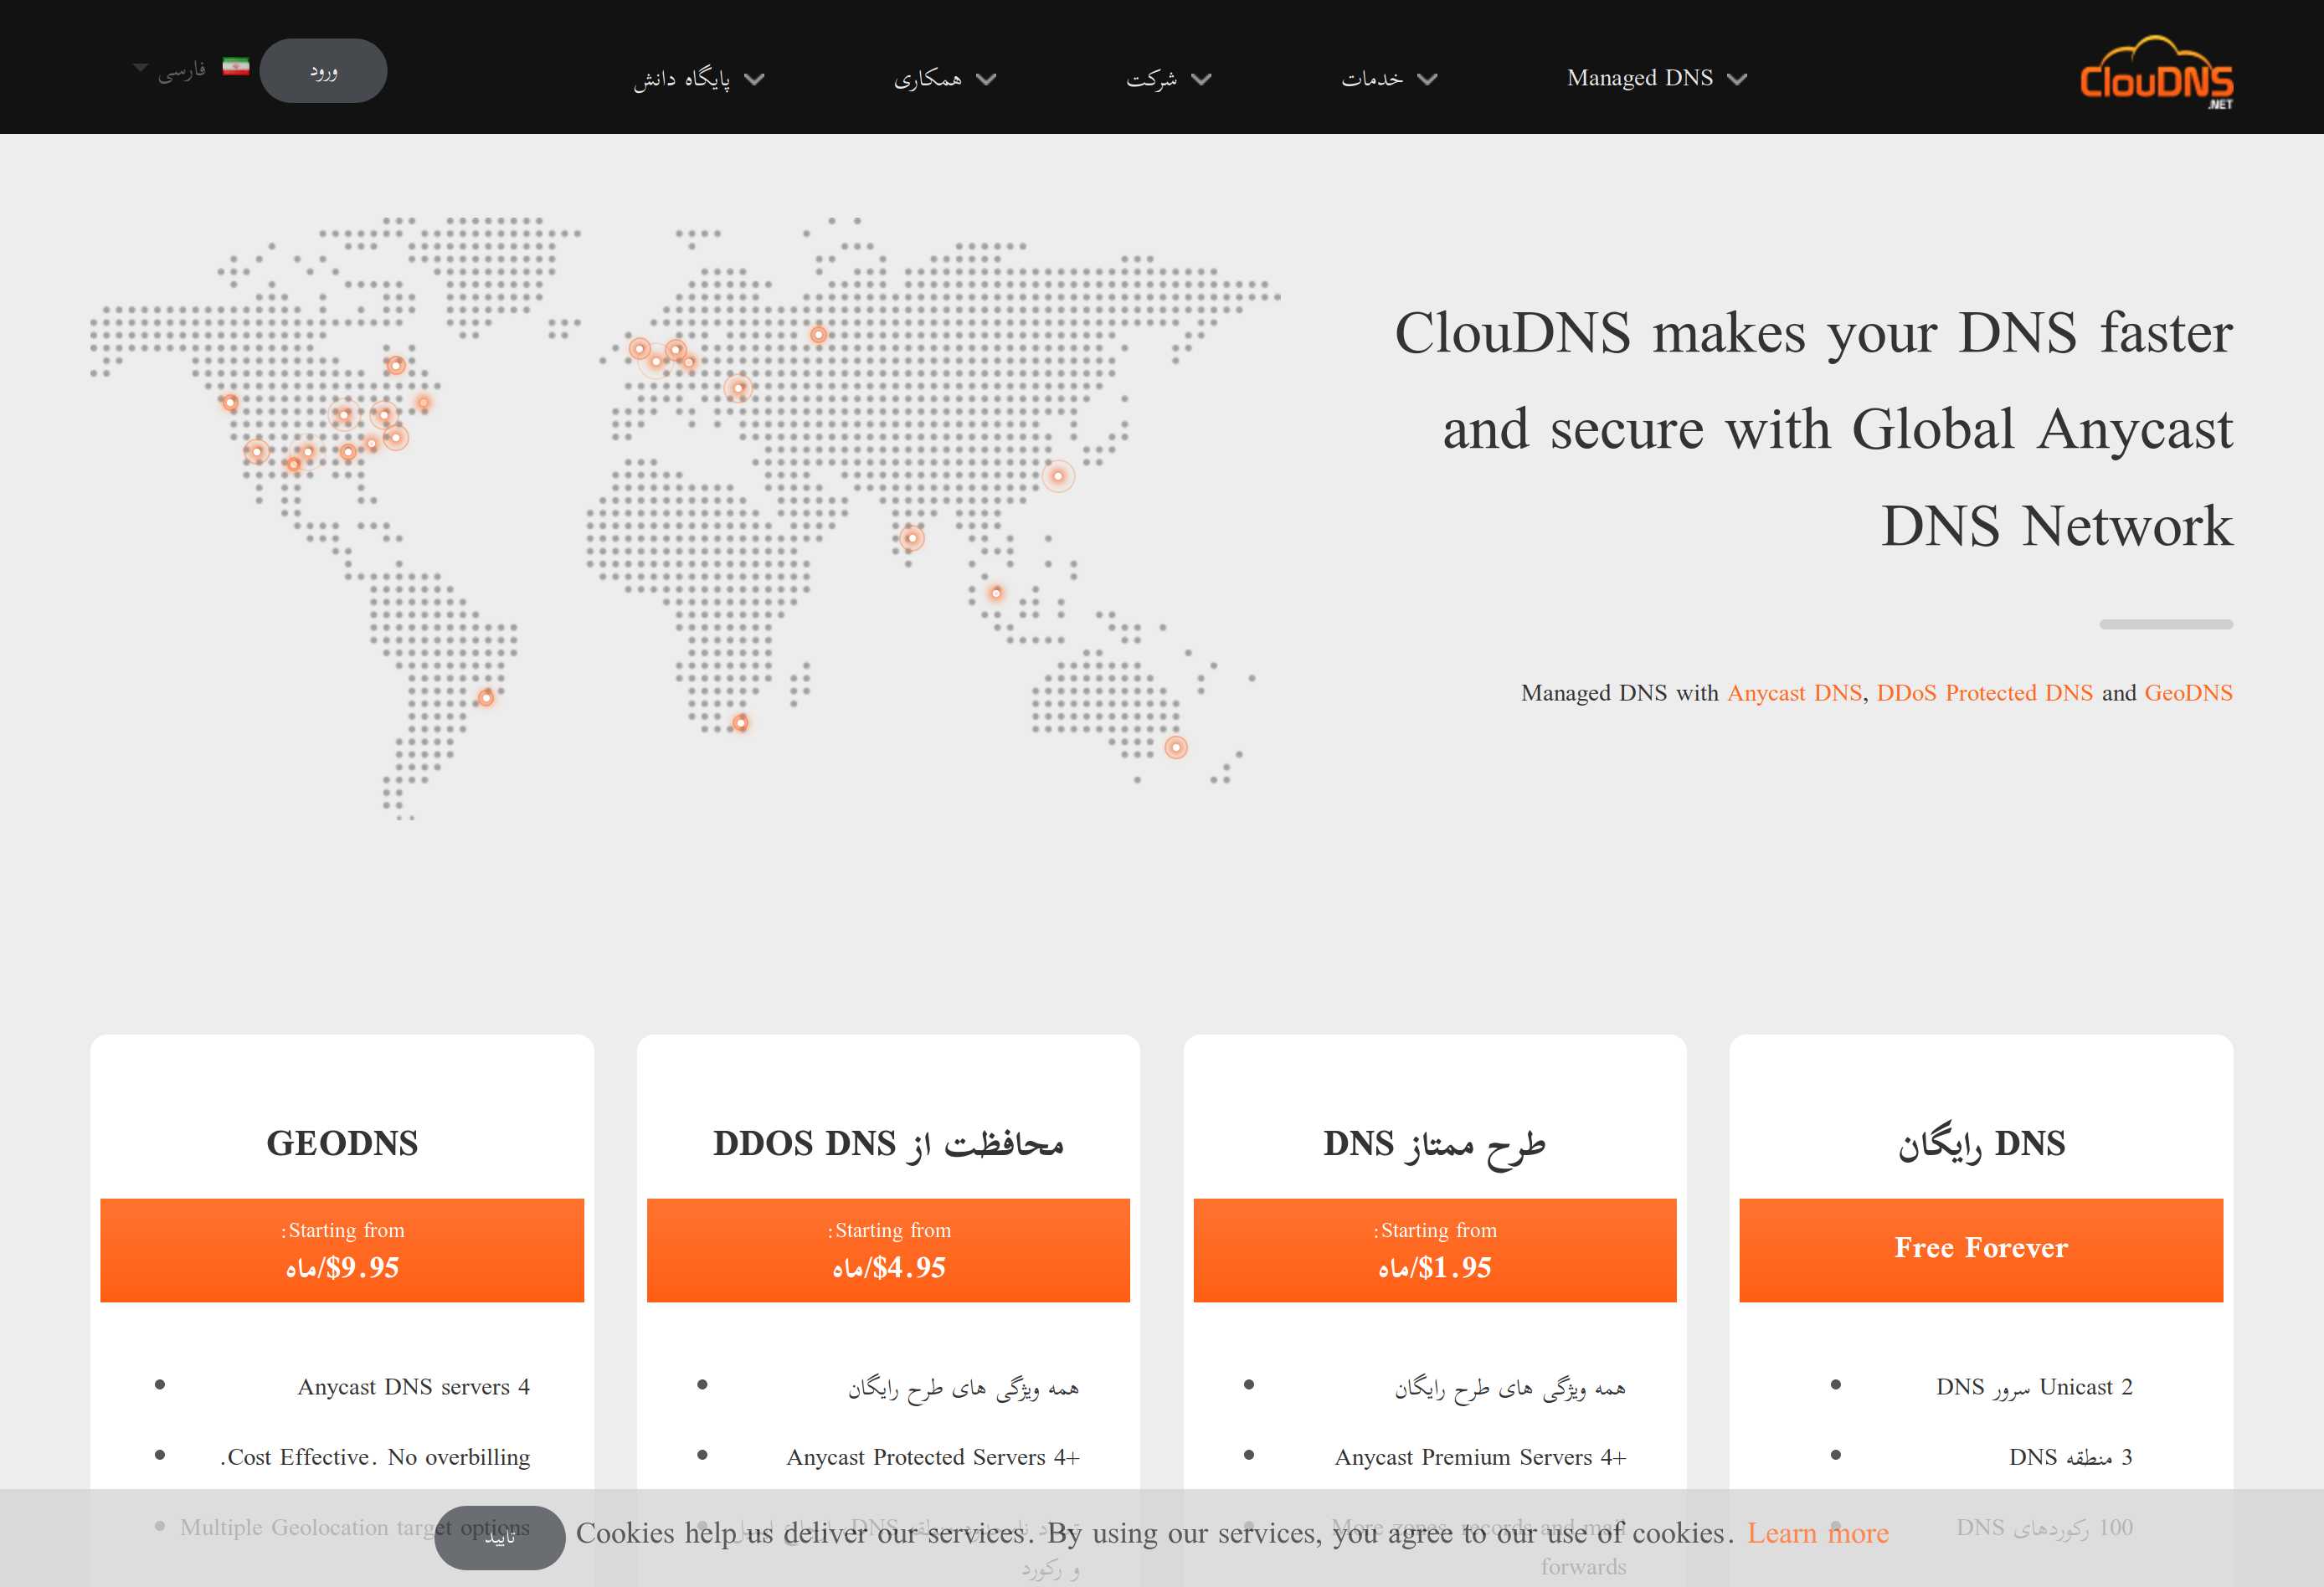 ClouDNS
.NET
Managed DNS
خدمات
شرکت
همکاری
پایگاه دانش
ورود
فارسی
ClouDNS makes your DNS faster
and secure with Global Anycast
DNS Network
Managed DNS with Anycast DNS, DDoS Protected DNS and GeoDNS
DNS رایگان
Free Forever
2 Unicast سرور DNS
3 منطقه DNS
100 رکوردهای DNS
طرح ممتاز DNS
Starting from:
$1.95/ماه
همه ویژگی های طرح رایگان
4+ Anycast Premium Servers
More zones, records and mail
forwards
محافظت از DDOS DNS
Starting from:
$4.95/ماه
همه ویژگی های طرح رایگان
4+ Anycast Protected Servers
و رکورد
GEODNS
Starting from:
$9.95/ماه
4 Anycast DNS servers
Cost Effective. No overbilling.
Multiple Geolocation target options
Cookies help us deliver our services. By using our services, you agree to our use of cookies. Learn more
تایید